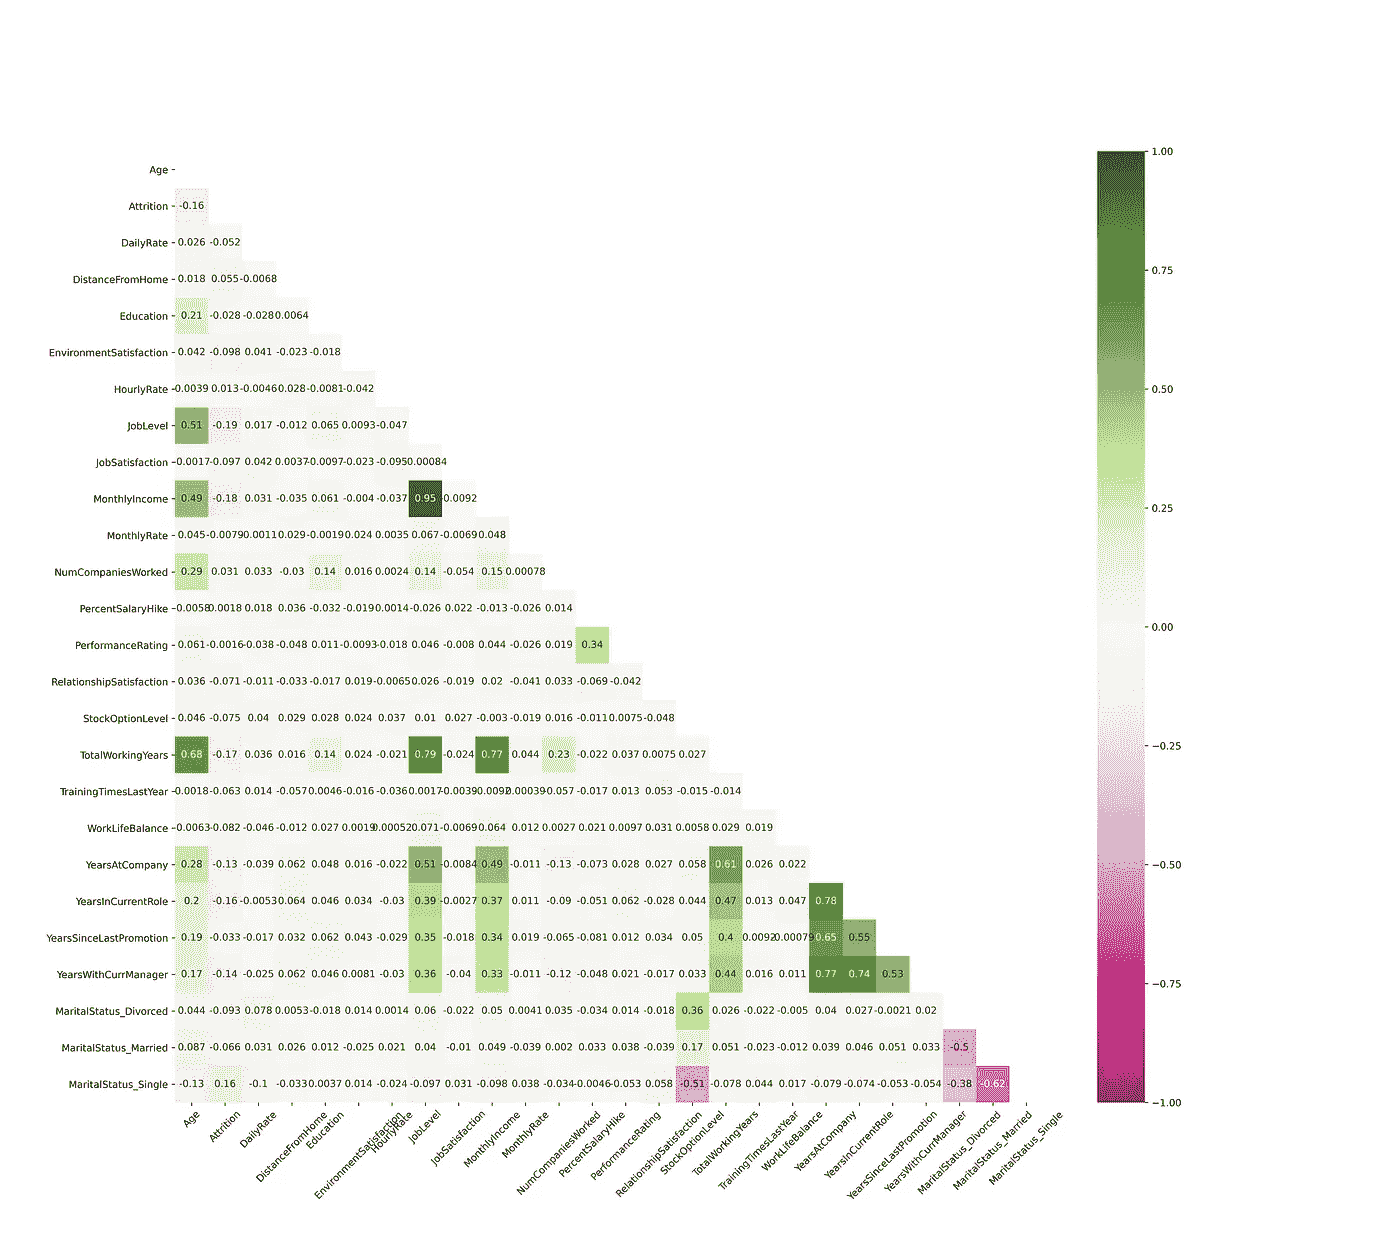 Age
Attrition -0.16
DailyRate 0.026 -0.052
DistanceFromHome 0.018 0.055 -0.0068
Education 0.21 -0.028 -0.028 0.0064
EnvironmentSatisfaction 0.042 -0.098 0.041 -0.023 -0.018
HourlyRate 0.0039 0.013 -0.0046 0.028 -0.0081 -0.042
JobLevel 0.51 -0.19 0.017 -0.012 0.065 0.0093 -0.047
JobSatisfaction -0.0017 -0.097 0.042 0.0037 -0.0097 -0.023 -0.095 0.00084
MonthlyIncome 0.49 -0.18 0.031 -0.035 0.061 -0.004 -0.037 0.95 0.0092
MonthlyRate 0.045 -0.0079 0.0011 0.029 -0.0019 0.024 0.0035 0.067 -0.0069 0.048
NumCompaniesWorked 0.29 0.031 0.033 -0.03 0.14 0.016 0.0024 0.14 -0.054 0.15 0.00078
PercentSalaryHike -0.0058 0.0018 0.018 0.036 -0.032 -0.019 0.0014 -0.026 0.022 -0.013 -0.026 0.014
PerformanceRating 0.061 -0.0016 -0.038 -0.048 0.011 -0.0093 -0.018 0.046 -0.008 0.044 -0.026 0.019 0.34
RelationshipSatisfaction 0.036 -0.071 -0.011 -0.033 -0.017 0.019 -0.0065 0.026 -0.019 0.02 -0.041 0.033 -0.069 -0.042
StockOptionLevel 0.046 -0.075 0.04 0.029 0.028 0.024 0.037 0.01 0.027 -0.003 -0.019 0.016 -0.011 0.0075 -0.048
TotalWorkingYears 0.68 -0.17 0.036 0.016 0.14 0.024 -0.021 0.79 -0.024 0.77 0.044 0.23 -0.022 0.037 0.0075 0.027
TrainingTimesLastYear -0.0018 -0.063 0.014 -0.057 0.0046 -0.016 -0.036 0.0017 -0.0039 0.0092 0.00039 -0.057 -0.017 0.013 0.053 -0.015 -0.014
WorkLifeBalance -0.0063 -0.082 -0.046 -0.012 0.027 0.0019 0.00052 0.071 -0.0069 0.064 0.012 0.0027 0.021 0.0097 0.031 0.0058 0.029 0.019
YearsAtCompany 0.28 -0.13 -0.039 0.062 0.048 0.016 -0.022 0.51 -0.0084 0.49 -0.011 -0.13 -0.073 0.028 0.027 0.058 0.61 0.026 0.022
YearsInCurrentRole 0.2 -0.16 -0.0053 0.064 0.046 0.034 -0.03 0.39 -0.0027 0.37 0.011 -0.09 -0.051 0.062 -0.028 0.044 0.47 0.013 0.047 0.78
YearsSinceLastPromotion 0.19 -0.033 -0.017 0.032 0.062 0.043 -0.029 0.35 -0.018 0.34 0.019 -0.065 -0.081 0.012 0.034 0.05 0.4 0.0092 0.00079 0.65 0.55
YearsWithCurrManager 0.17 -0.14 -0.025 0.062 0.046 0.0081 -0.03 0.36 -0.04 0.33 -0.011 -0.12 -0.048 0.021 -0.017 0.033 0.44 0.016 0.011 0.77 0.74 0.53
MaritalStatus_Divorced 0.044 -0.093 0.078 0.0053 -0.018 0.014 0.0014 0.06 -0.022 0.05 0.0041 0.035 -0.034 0.014 -0.018 0.36 0.026 -0.022 -0.005 0.04 0.027 -0.0021 0.02
MaritalStatus_Married 0.087 -0.066 0.031 0.026 0.012 -0.025 0.021 0.04 -0.01 0.049 -0.039 0.002 0.033 0.038 -0.039 0.17 0.051 -0.023 -0.012 0.039 0.046 0.051 0.033 -0.5
MaritalStatus_Single -0.13 0.16 -0.1 -0.033 0.0037 0.014 -0.024 -0.097 0.031 -0.098 0.038 -0.034 -0.0046 -0.053 0.058 -0.51 -0.078 0.044 0.017 -0.079 -0.074 -0.053 -0.054 -0.38 -0.62
Age
Attrition
DailyRate
DistanceFromHome
Education
EnvironmentSatisfaction
HourlyRate
JobLevel
JobSatisfaction
MonthlyIncome
MonthlyRate
NumCompaniesWorked
PercentSalaryHike
PerformanceRating
RelationshipSatisfaction
StockOptionLevel
TotalWorkingYears
TrainingTimesLastYear
WorkLifeBalance
YearsAtCompany
YearsInCurrentRole
YearsSinceLastPromotion
YearsWithCurrManager
MaritalStatus_Divorced
MaritalStatus_Married
MaritalStatus_Single
1.00
0.75
0.50
0.25
0.00
−0.25
−0.50
−0.75
−1.00